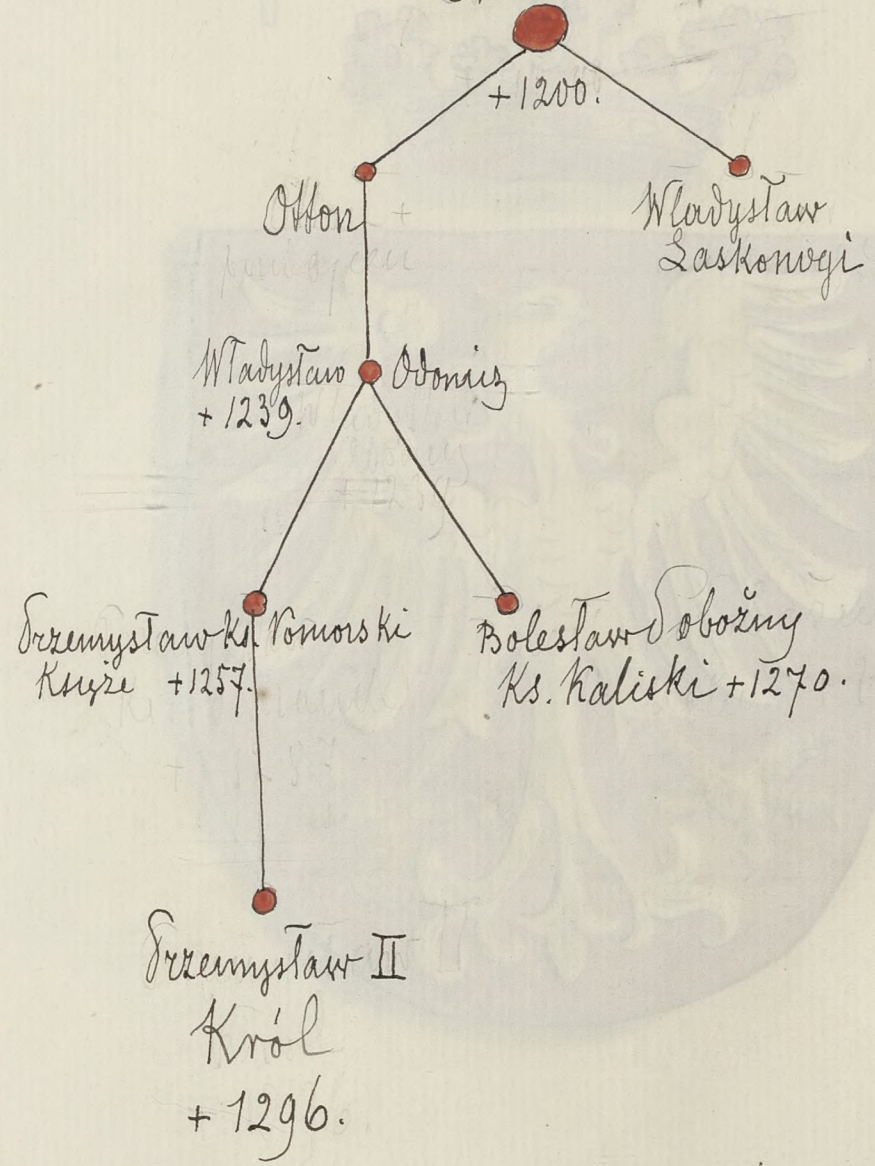 +1200.
Otton
Władysław
Laskonogi
Władysław Odonicz
+ 1239.
Przemysław Ks. Pomorski
Książe +1257.
Bolesław Pobožny
Ks. Kaliski +1270.
Przemysław II
Król
+ 1296.